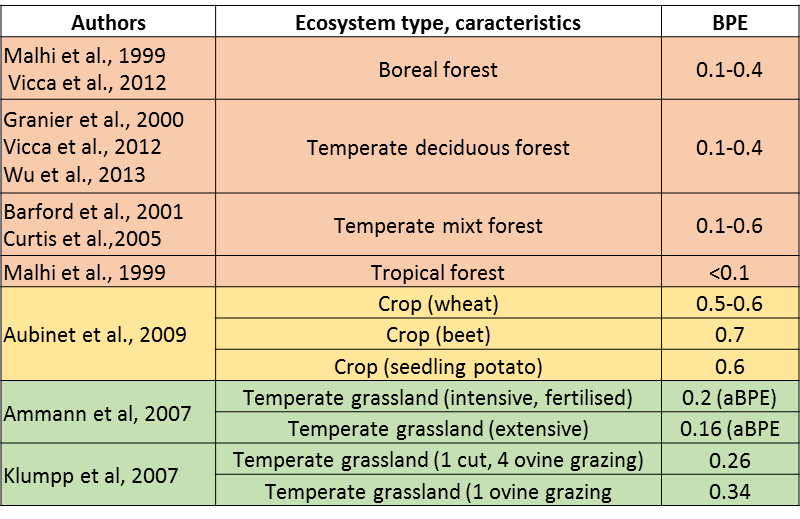 Authors Ecosystem type, caracteristics BPE
Malhi et al., 1999
Vicca et al., 2012
Boreal forest 0.1-0.4
Granier et al., 2000
Vicca et al., 2012
Wu et al., 2013
Temperate deciduous forest 0.1-0.4
Barford et al., 2001
Curtis et al.,2005
Temperate mixt forest 0.1-0.6
Malhi et al., 1999 Tropical forest <0.1
Aubinet et al., 2009
Crop (wheat) 0.5-0.6
Crop (beet) 0.7
Crop (seedling potato) 0.6
Ammann et al, 2007
Temperate grassland (intensive, fertilised) 0.2 (aBPE)
Temperate grassland (extensive) 0.16 (aBPE
Klumpp et al, 2007
Temperate grassland (1 cut, 4 ovine grazing) 0.26
Temperate grassland (1 ovine grazing 0.34